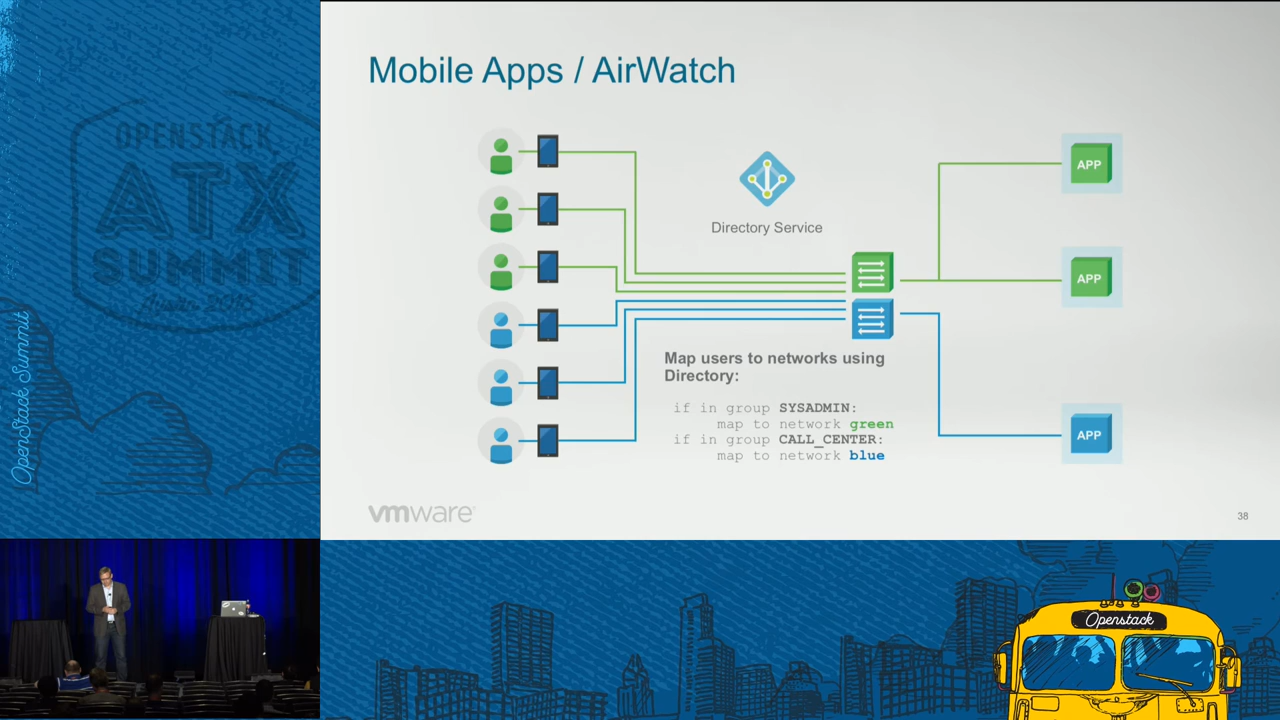 Mobile Apps / AirWatch
OPENSTACK
ATX
SUMMIT
OpenStack Summit
Directory Service
APP
APP
APP
Map users to networks using
Directory:
if in group SYSADMIN:
map to network green
if in group CALL_CENTER:
map to network blue
vmware
38
Openstack